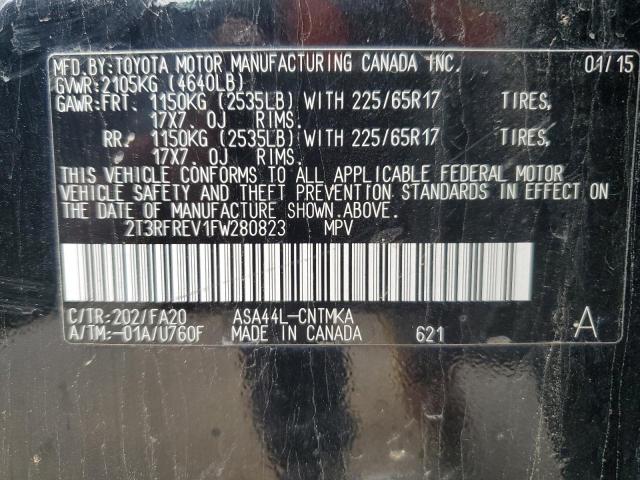 MFD.BY:TOYOTA MOTOR MANUFACTURING CANADA INC. 01/15
GVWR:2105KG (4640LB)
GAWR:FRT. 1150KG (2535LB) WITH 225/65R17 TIRES,
17X7.0J RIMS.
RR. 1150KG (2535LB) WITH 225/65R17 TIRES,
17X7.0J RIMS.
THIS VEHICLE CONFORMS TO ALL APPLICABLE FEDERAL MOTOR
VEHICLE SAFETY AND THEFT PREVENTION STANDARDS IN EFFECT ON
THE DATE OF MANUFACTURE SHOWN ABOVE.
2T3RFREV1FW280823 MPV
C/TR:202/FA20 ASA44L-CNTMKA
A/TM:-01A/U760F MADE IN CANADA 621 A